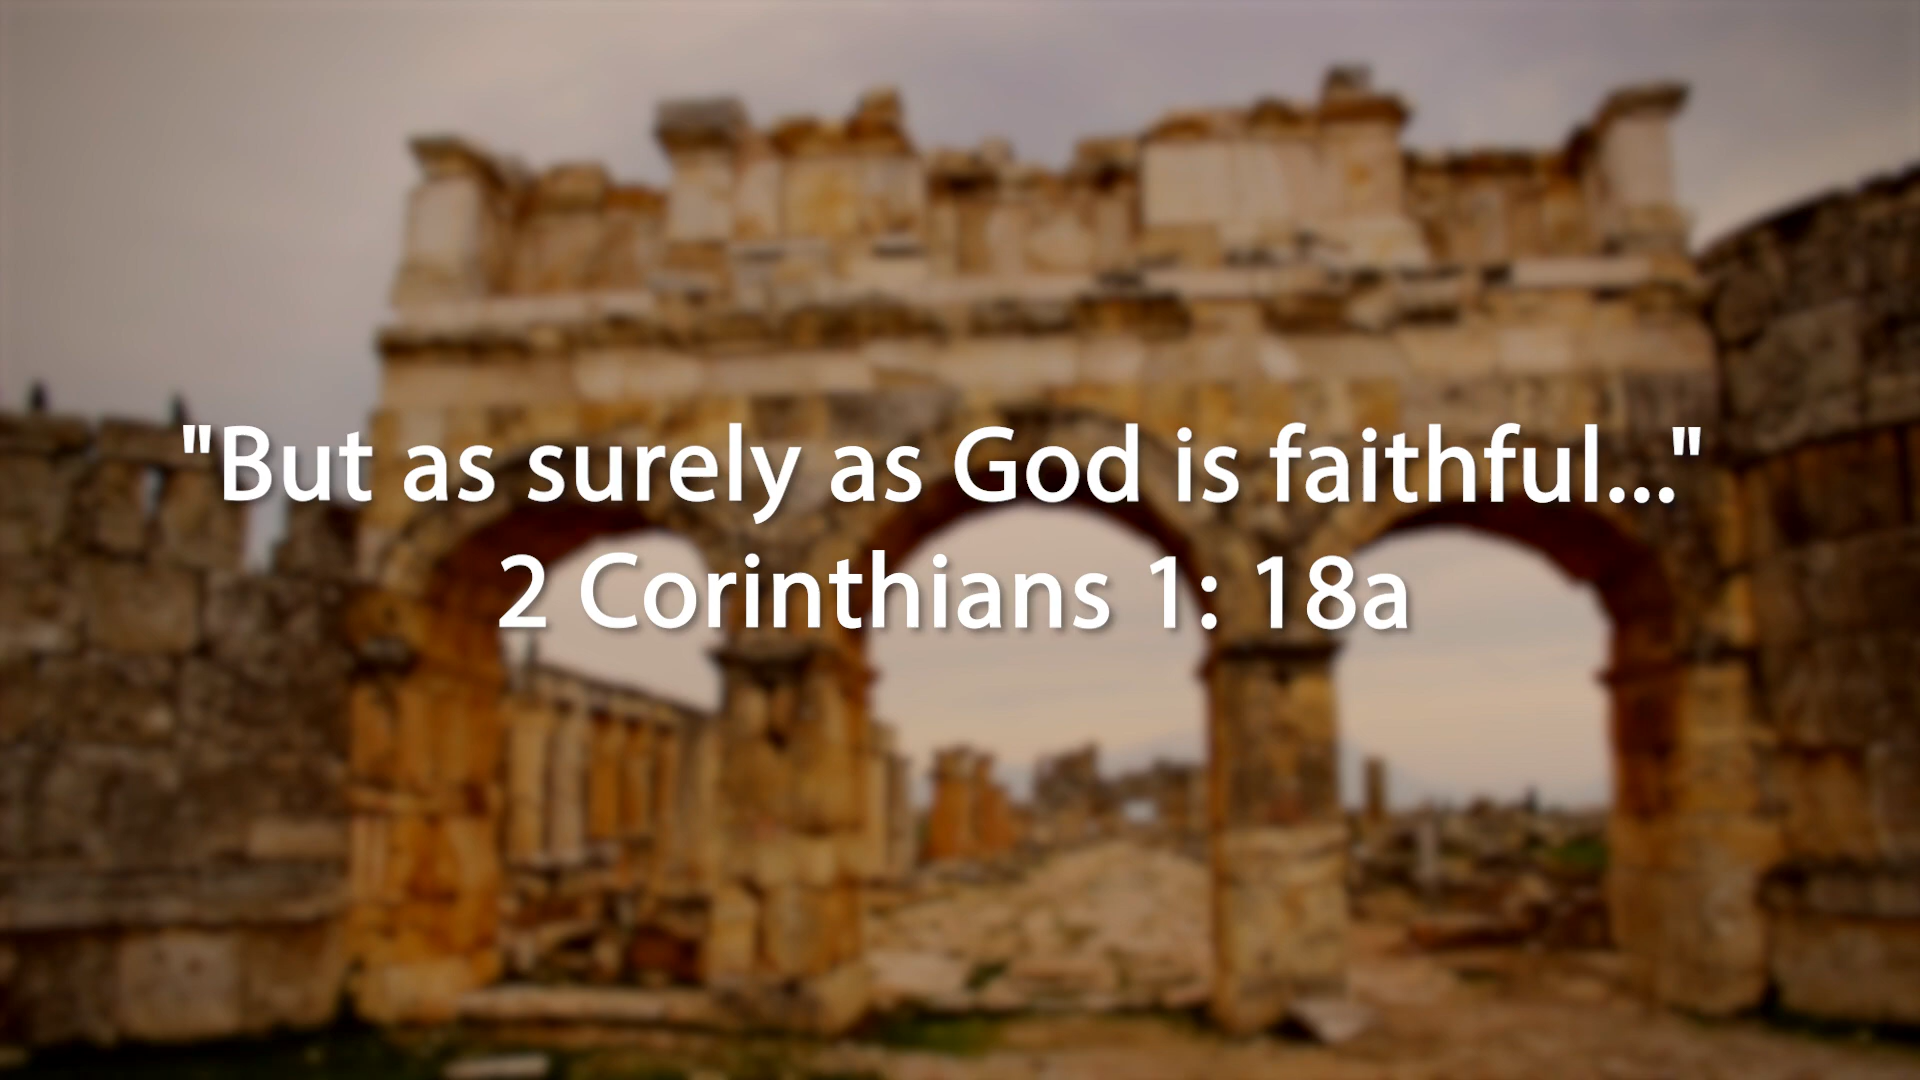 "But as surely as God is faithful..."
2 Corinthians 1: 18a